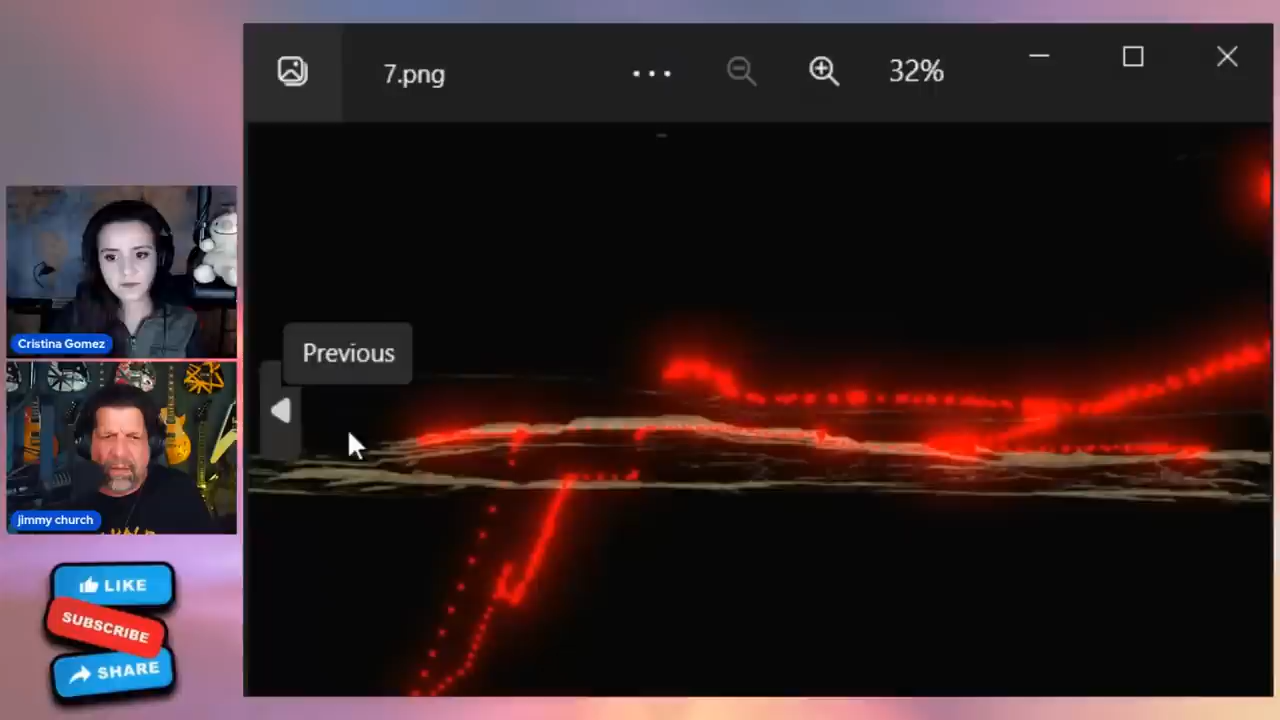 7.png
32%
Cristina Gomez
Previous
jimmy church
LIKE
SUBSCRIBE
SHARE